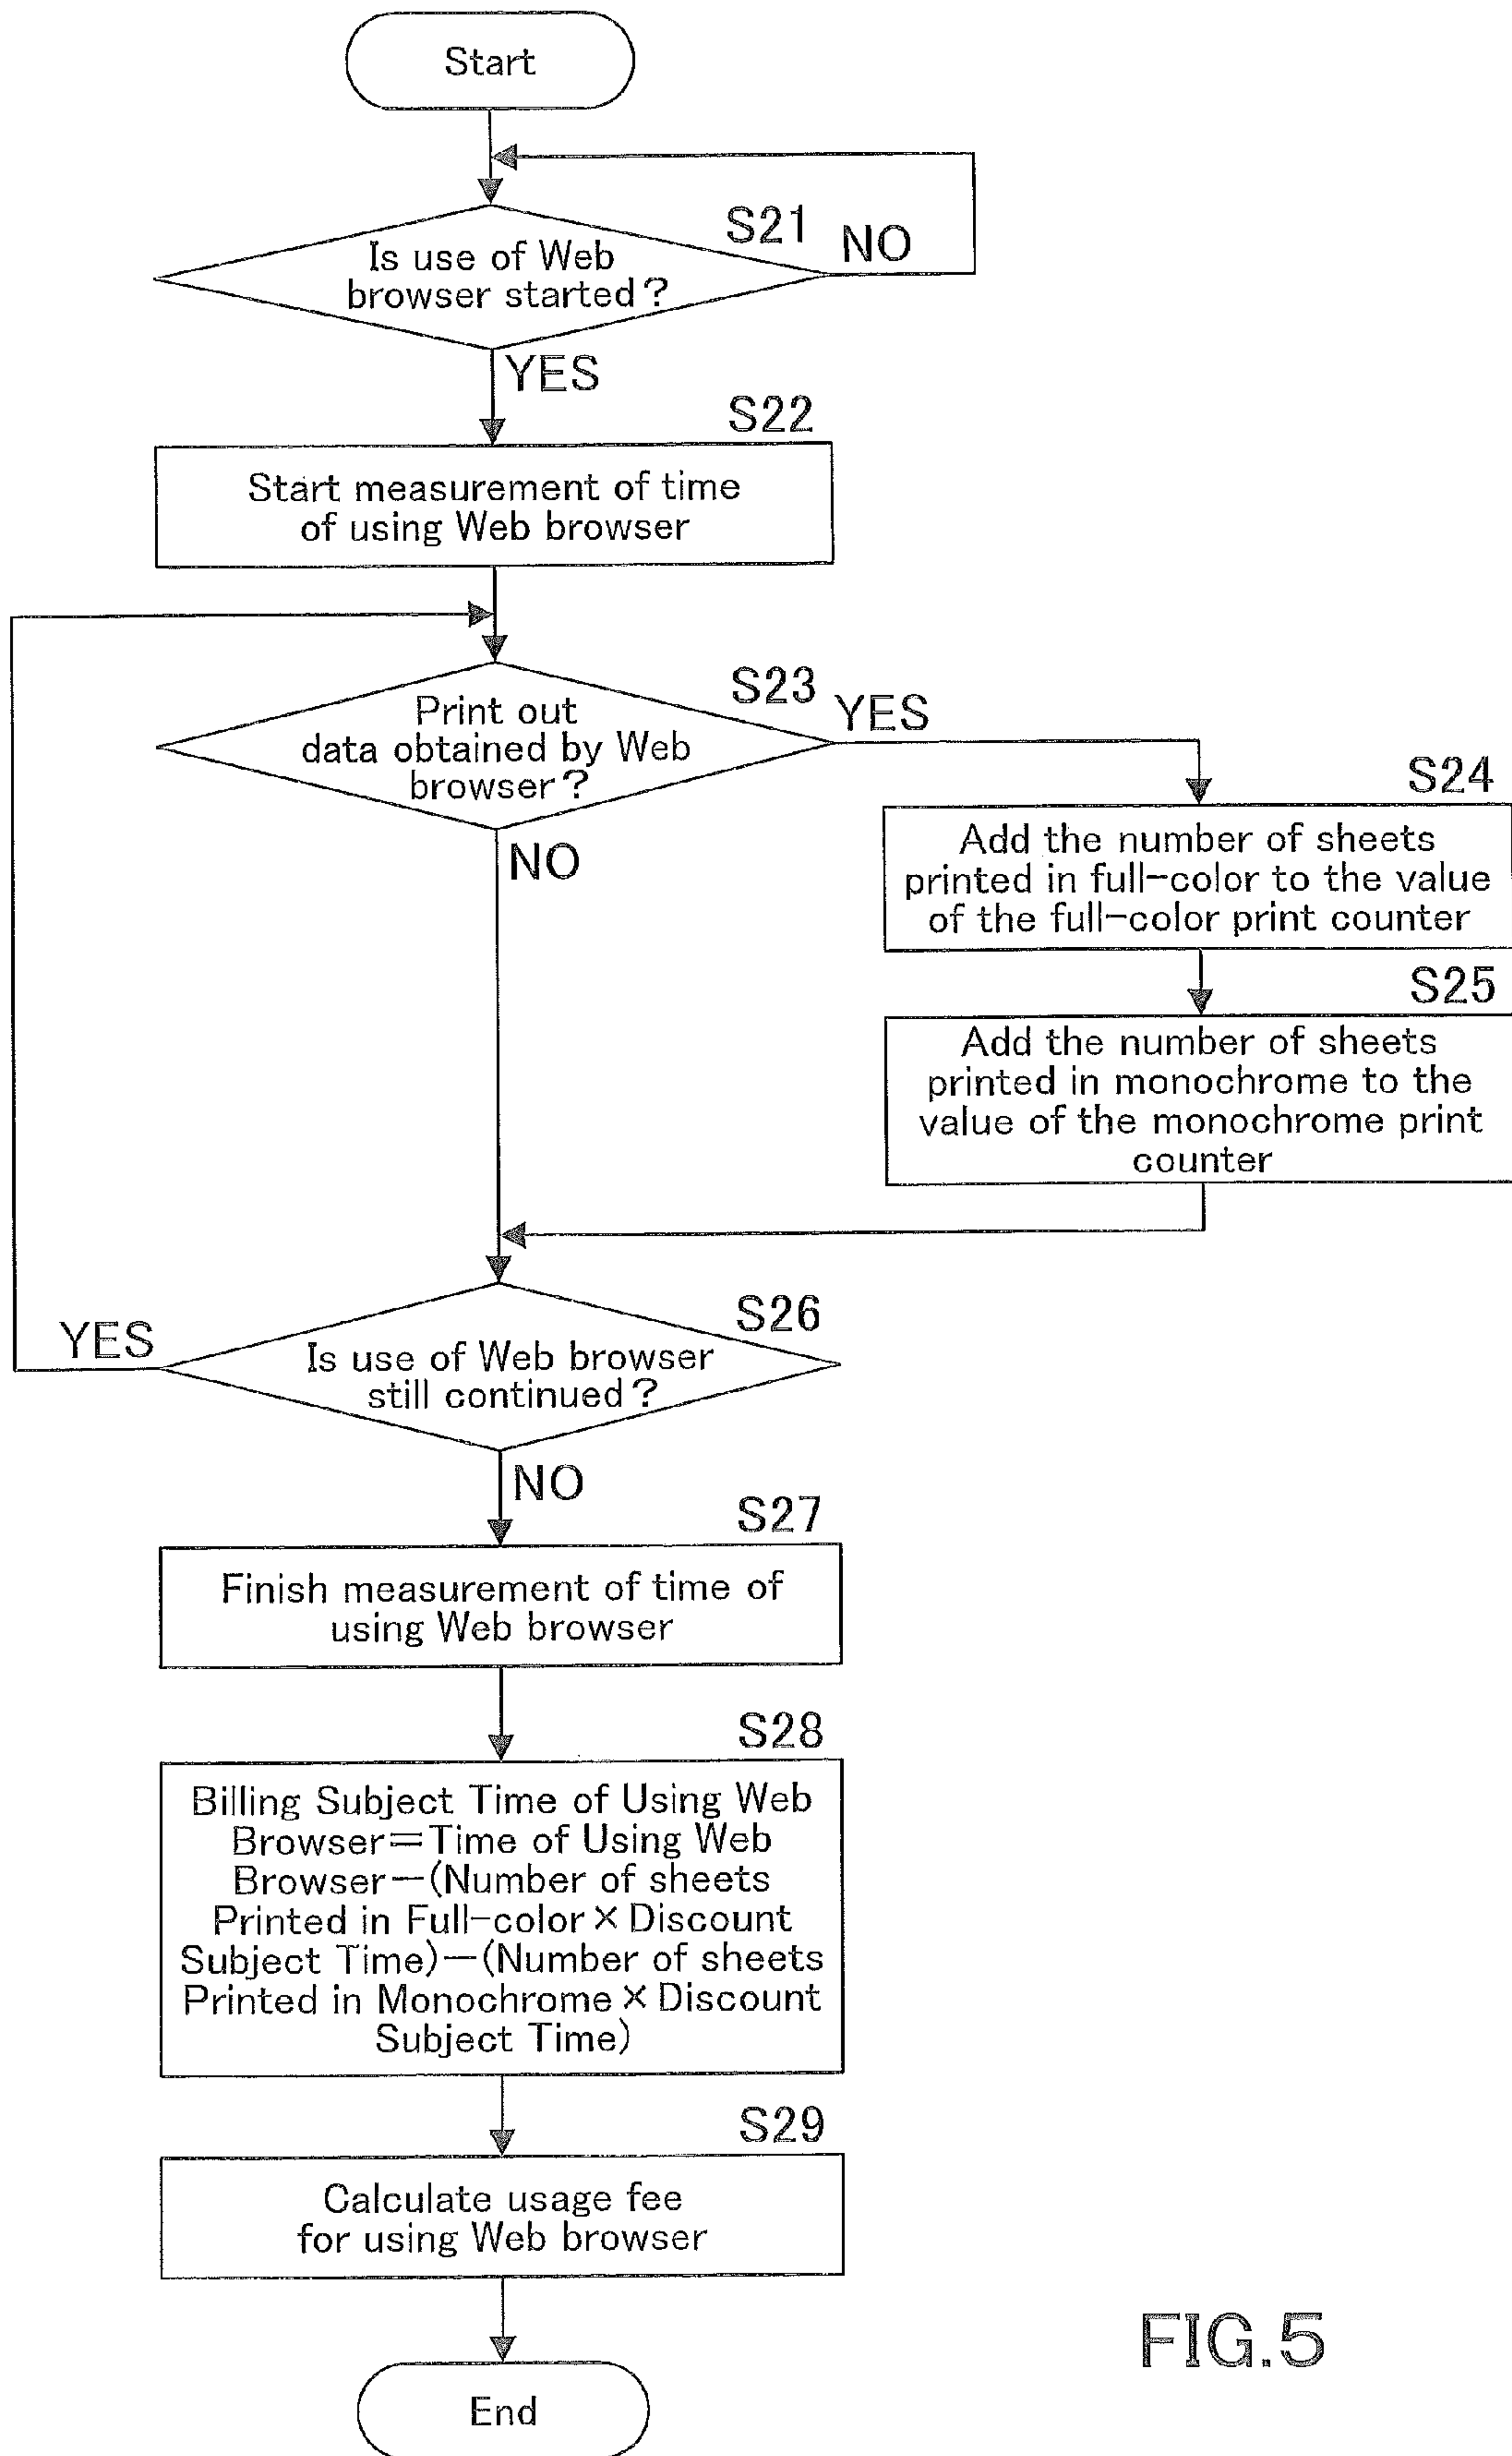 Start
S21
NO
Is use of Web
browser started?
YES
S22
Start measurement of time
of using Web browser
S23
YES
Print out
data obtained by Web
browser?
NO
S24
Add the number of sheets
printed in full-color to the value
of the full-color print counter
S25
Add the number of sheets
printed in monochrome to the
value of the monochrome print
counter
S26
YES
Is use of Web browser
still continued?
NO
S27
Finish measurement of time of
using Web browser
S28
Billing Subject Time of Using Web
Browser=Time of Using Web
Browser-(Number of sheets
Printed in Full-color×Discount
Subject Time)-(Number of sheets
Printed in Monochrome×Discount
Subject Time)
S29
Calculate usage fee
for using Web browser
End
FIG.5